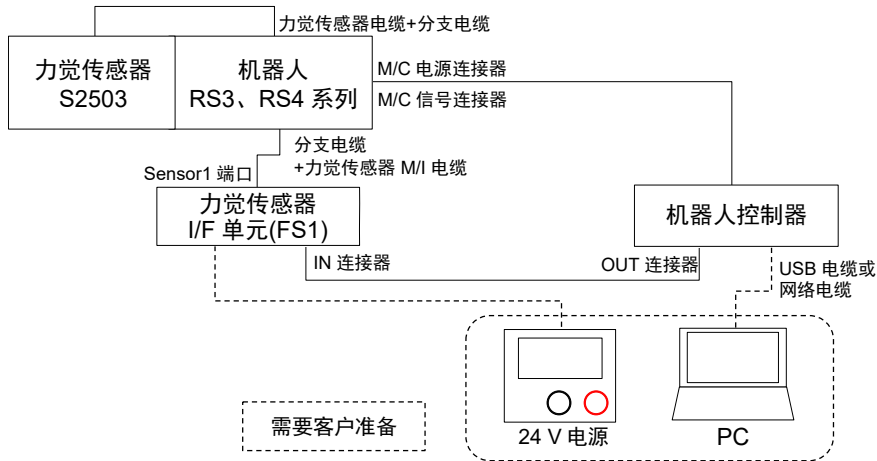 力觉传感器电缆+分支电缆
力觉传感器
S2503
机器人
RS3、RS4 系列
M/C 电源连接器
M/C 信号连接器
分支电缆
+力觉传感器 M/I 电缆
Sensor1 端口
力觉传感器
I/F 单元(FS1)
机器人控制器
IN 连接器
OUT 连接器
USB 电缆或
网络电缆
需要客户准备
24 V 电源
PC